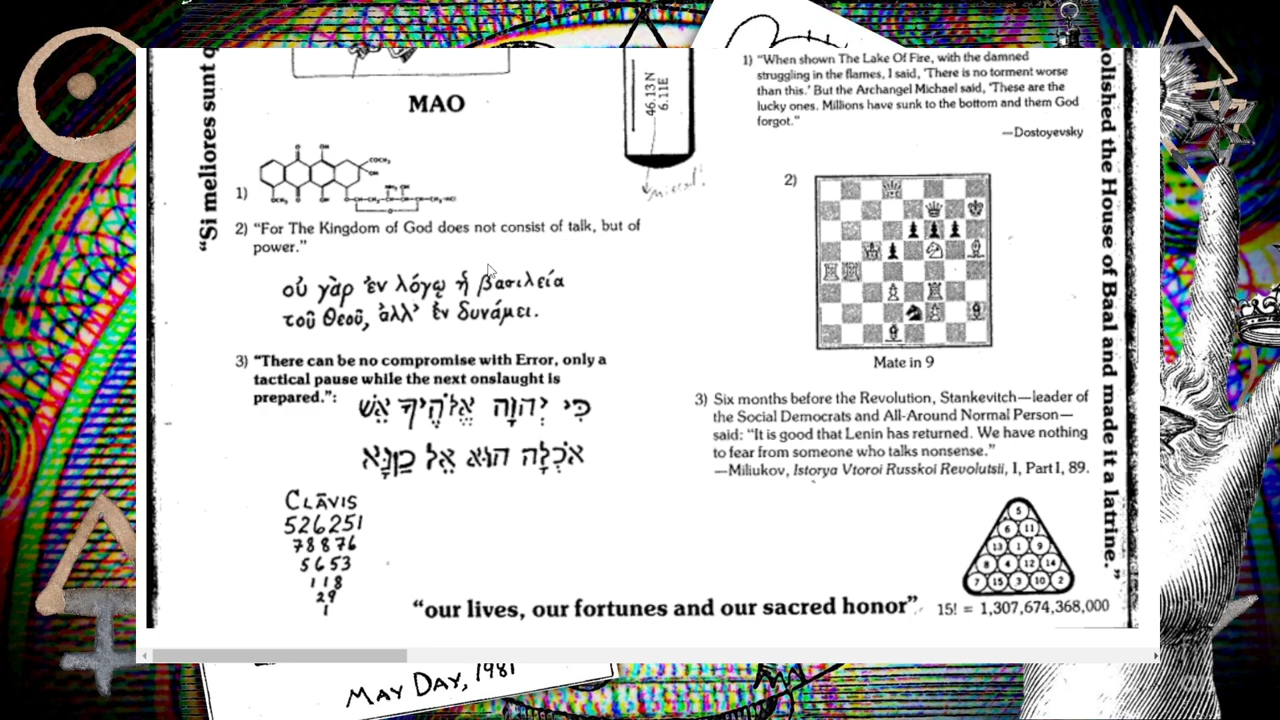 "Si meliores sunt q
MAO
46.13N
6.11E
1)
O
OH
COCH₃
OH
OCH₃
O
OH
2) "For The Kingdom of God does not consist of talk, but of
power."
οὐ γὰρ ἐν λόγῳ ἡ βασιλεία
τοῦ Θεοῦ, ἀλλ' ἐν δυνάμει.
3) "There can be no compromise with Error, only a
tactical pause while the next onslaught is
prepared.":
כִּי יְהוָה אֱלֹהֶיךָ אֵשׁ
אֹכְלָה הוּא אֵל קַנָּא
CLĀVIS
526251
78876
5653
118
29
1
"our lives, our fortunes and our sacred honor"
1) "When shown The Lake Of Fire, with the damned
struggling in the flames, I said, 'There is no torment worse
than this.' But the Archangel Michael said, 'These are the
lucky ones. Millions have sunk to the bottom and them God
forgot."
—Dostoyevsky
2)
Mate in 9
3) Six months before the Revolution, Stankevitch—leader of
the Social Democrats and All-Around Normal Person—
said: "It is good that Lenin has returned. We have nothing
to fear from someone who talks nonsense."
—Miliukov, Istorya Vtoroi Russkoi Revolutsii, I, Part I, 89.
5
6 11
13 1 9
8 4 12 14
7 15 3 10 2
15! = 1,307,674,368,000
olished the House of Baal and made it a latrine."
MAY DAY, 1981